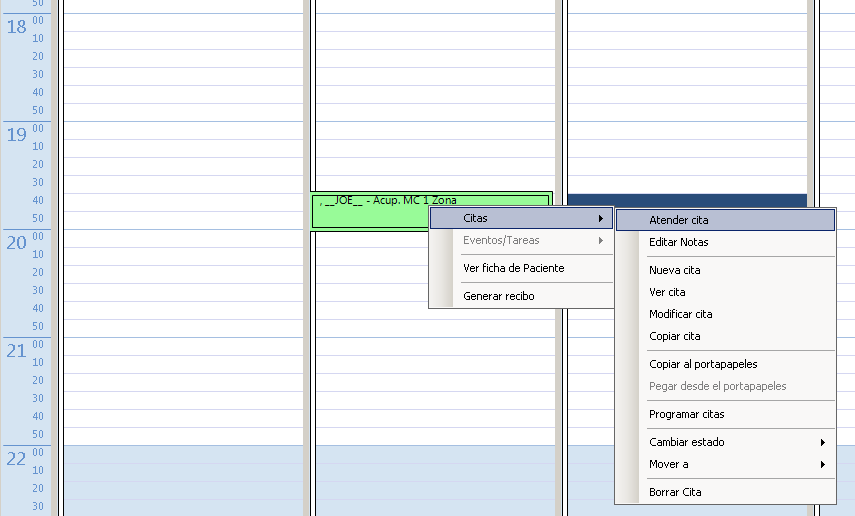 50
18 00
10
20
30
40
50
19 00
10
20
30
40
50
20 00
10
20
30
40
50
21 00
10
20
30
40
50
22 00
10
20
30
, __JOE__ - Acup. MC 1 Zona
Citas
Eventos/Tareas
Ver ficha de Paciente
Generar recibo
Atender cita
Editar Notas
Nueva cita
Ver cita
Modificar cita
Copiar cita
Copiar al portapapeles
Pegar desde el portapapeles
Programar citas
Cambiar estado
Mover a
Borrar Cita